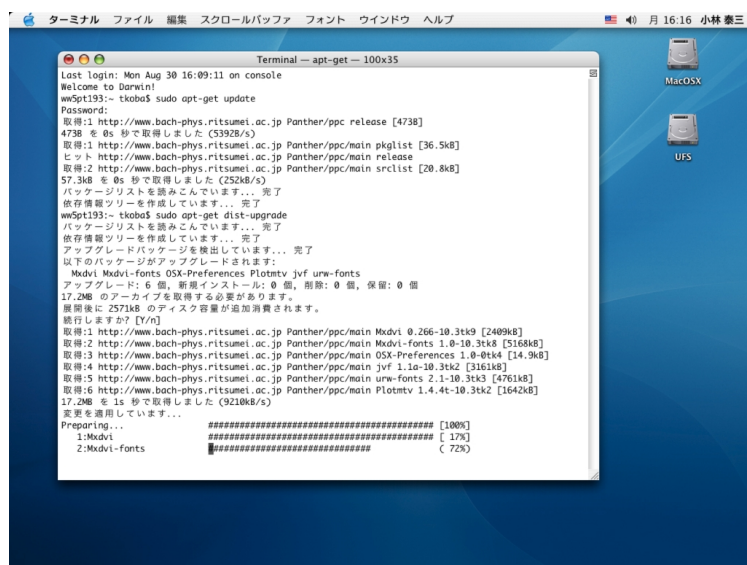 ターミナル ファイル 編集 スクロールバッファ フォント ウインドウ ヘルプ 月 16:16 小林 泰三
Terminal — apt-get — 100x35
Last login: Mon Aug 30 16:09:11 on console
Welcome to Darwin!
ww5pt193:~ tkoba$ sudo apt-get update
Password:
取得:1 http://www.bach-phys.ritsumei.ac.jp Panther/ppc release [473B]
473B を 0s 秒で取得しました (5392B/s)
取得:1 http://www.bach-phys.ritsumei.ac.jp Panther/ppc/main pkglist [36.5kB]
ヒット http://www.bach-phys.ritsumei.ac.jp Panther/ppc/main release
取得:2 http://www.bach-phys.ritsumei.ac.jp Panther/ppc/main srclist [20.8kB]
57.3kB を 0s 秒で取得しました (252kB/s)
パッケージリストを読みこんでいます... 完了
依存情報ツリーを作成しています... 完了
ww5pt193:~ tkoba$ sudo apt-get dist-upgrade
パッケージリストを読みこんでいます... 完了
依存情報ツリーを作成しています... 完了
アップグレードパッケージを検出しています... 完了
以下のパッケージがアップグレードされます:
Mxdvi Mxdvi-fonts OSX-Preferences Plotmtv jvf urw-fonts
アップグレード: 6 個, 新規インストール: 0 個, 削除: 0 個, 保留: 0 個
17.2MB のアーカイブを取得する必要があります。
展開後に 2571kB のディスク容量が追加消費されます。
続行しますか? [Y/n]
取得:1 http://www.bach-phys.ritsumei.ac.jp Panther/ppc/main Mxdvi 0.266-10.3tk9 [2409kB]
取得:2 http://www.bach-phys.ritsumei.ac.jp Panther/ppc/main Mxdvi-fonts 1.0-10.3tk8 [5168kB]
取得:3 http://www.bach-phys.ritsumei.ac.jp Panther/ppc/main OSX-Preferences 1.0-0tk4 [14.9kB]
取得:4 http://www.bach-phys.ritsumei.ac.jp Panther/ppc/main jvf 1.1a-10.3tk2 [3161kB]
取得:5 http://www.bach-phys.ritsumei.ac.jp Panther/ppc/main urw-fonts 2.1-10.3tk3 [4761kB]
取得:6 http://www.bach-phys.ritsumei.ac.jp Panther/ppc/main Plotmtv 1.4.4t-10.3tk2 [1642kB]
17.2MB を 1s 秒で取得しました (9210kB/s)
変更を適用しています...
Preparing... ########################################### [100%]
1:Mxdvi ########################################### [ 17%]
2:Mxdvi-fonts ############################### ( 72%)
MacOSX
UFS